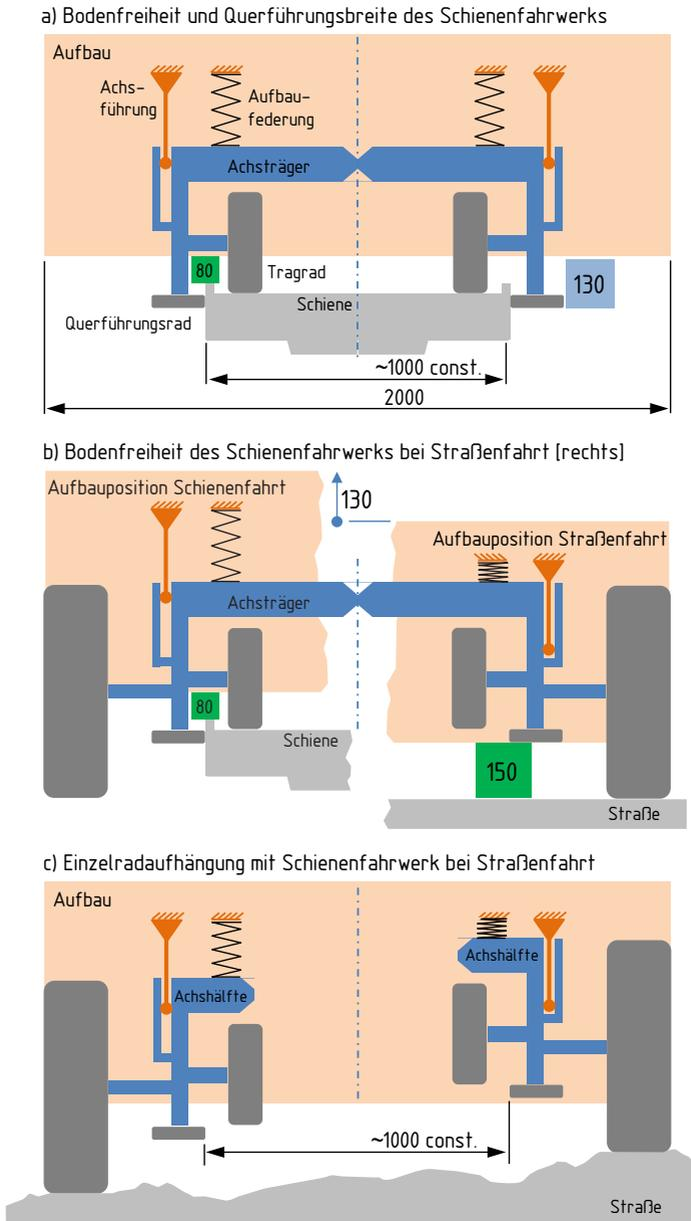 a) Bodenfreiheit und Querführungsbreite des Schienenfahrwerks
Aufbau
Achs-
führung
Aufbau-
federung
Achsträger
80
Tragrad
130
Schiene
Querführungsrad
~1000 const.
2000
b) Bodenfreiheit des Schienenfahrwerks bei Straßenfahrt [rechts]
Aufbauposition Schienenfahrt
130
Aufbauposition Straßenfahrt
Achsträger
80
Schiene
150
Straße
c) Einzelradaufhängung mit Schienenfahrwerk bei Straßenfahrt
Aufbau
Achshälfte
Achshälfte
~1000 const.
Straße